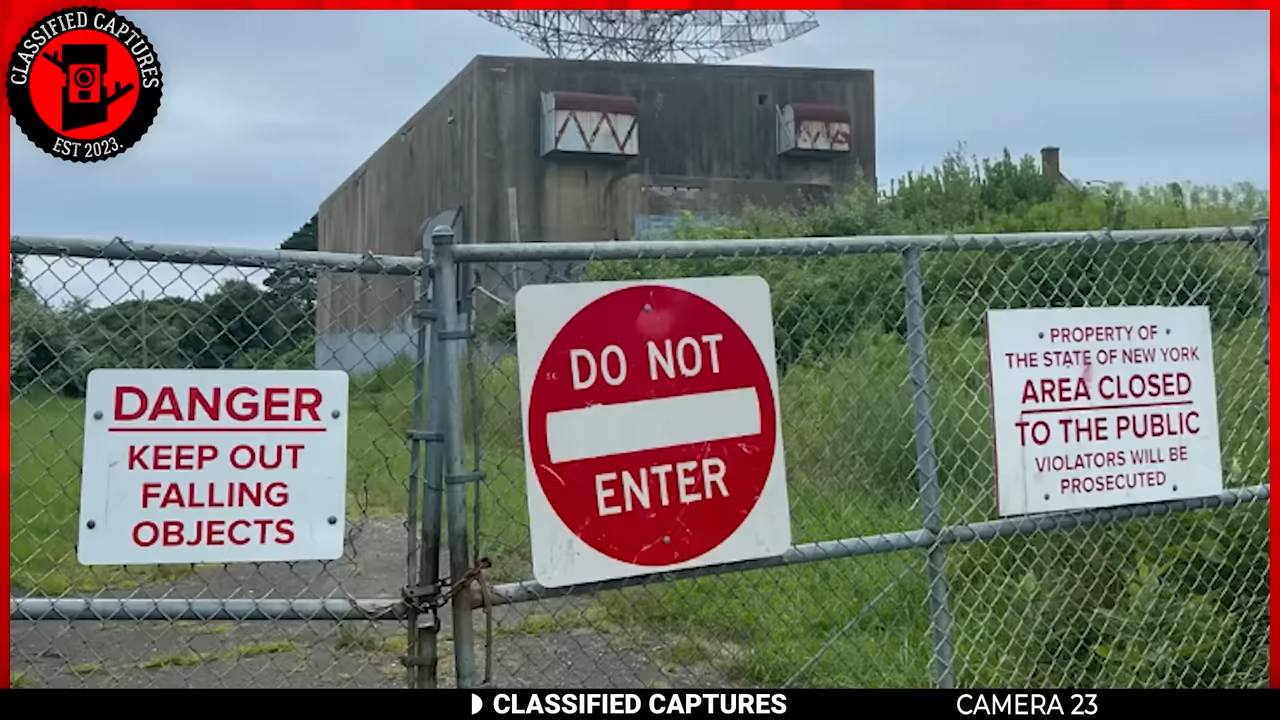 CLASSIFIED CAPTURES
EST 2023.
DANGER
KEEP OUT
FALLING
OBJECTS
DO NOT
ENTER
• PROPERTY OF •
THE STATE OF NEW YORK
AREA CLOSED
TO THE PUBLIC
VIOLATORS WILL BE
PROSECUTED
CLASSIFIED CAPTURES
CAMERA 23